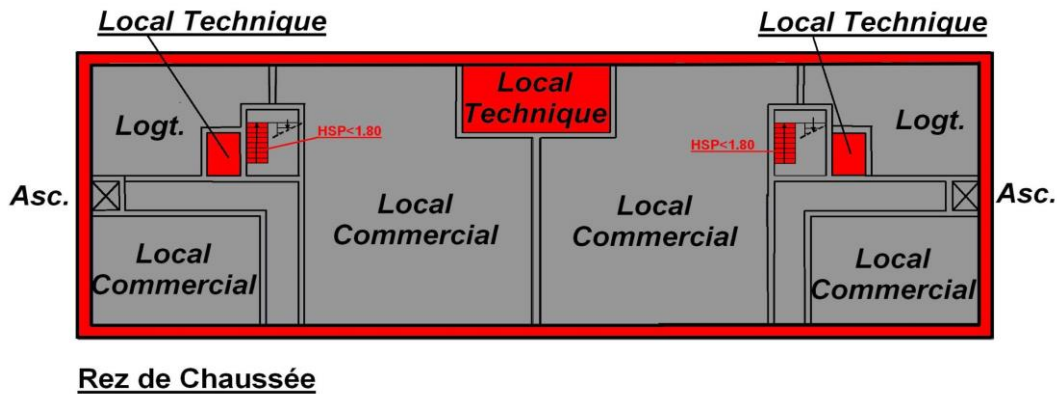 Local Technique
Local Technique
Local
Technique
Logt.
HSP<1.80
HSP<1.80
Logt.
Asc.
Asc.
Local
Commercial
Local
Commercial
Local
Commercial
Local
Commercial
Rez de Chaussée